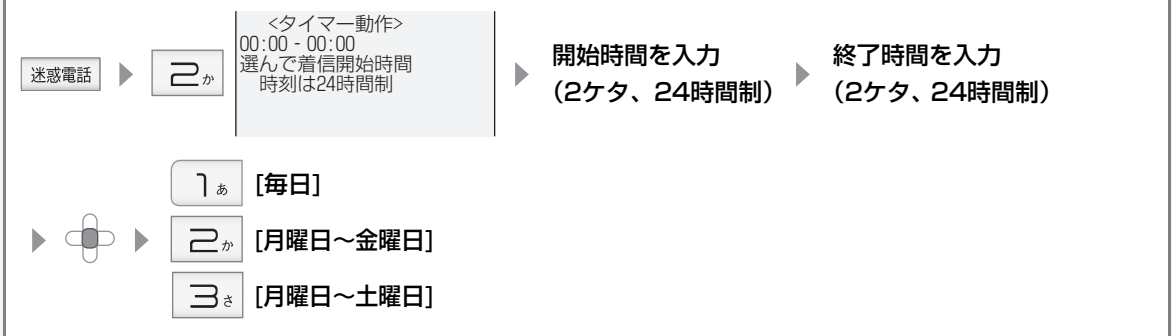 迷惑電話
2か
<タイマー動作>
00:00 - 00:00
選んで着信開始時間
時刻は24時間制
開始時間を入力
（2ケタ、24時間制）
終了時間を入力
（2ケタ、24時間制）
1あ [毎日]
2か [月曜日～金曜日]
3さ [月曜日～土曜日]